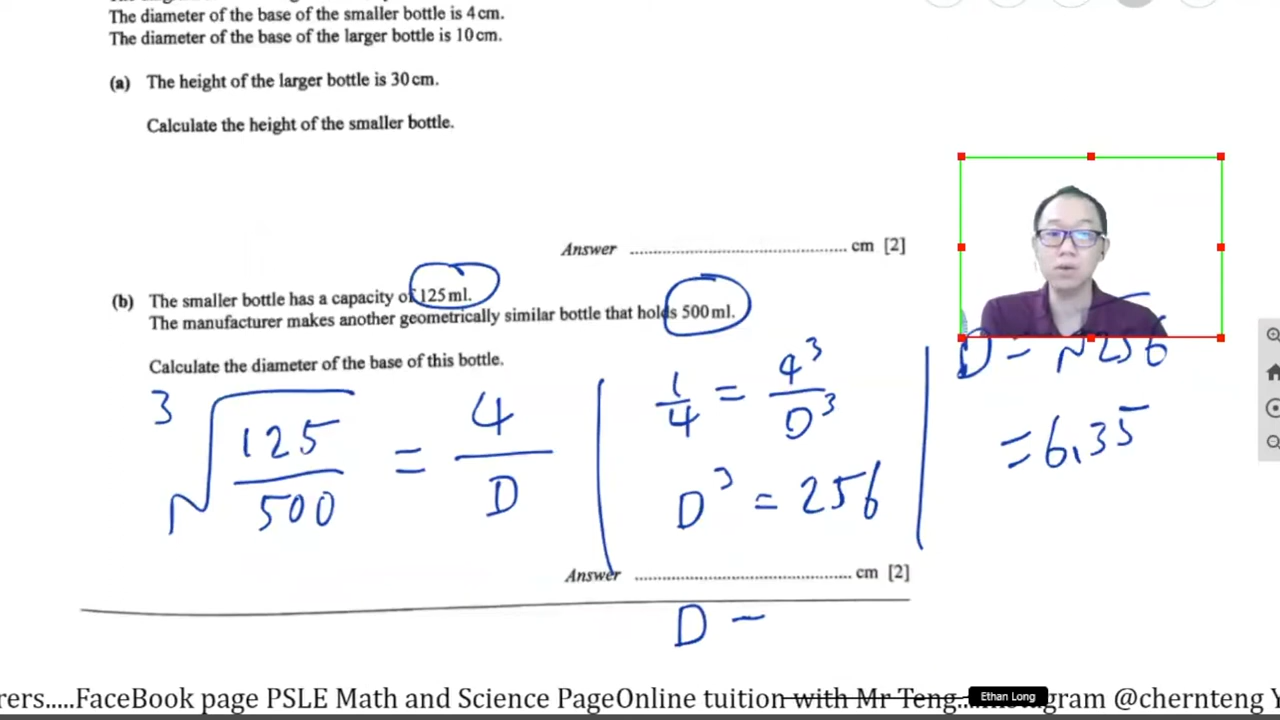 The diameter of the base of the smaller bottle is 4 cm.
The diameter of the base of the larger bottle is 10 cm.
(a) The height of the larger bottle is 30 cm.
Calculate the height of the smaller bottle.
Answer .................................................. cm [2]
(b) The smaller bottle has a capacity of 125 ml.
The manufacturer makes another geometrically similar bottle that holds 500 ml.
Calculate the diameter of the base of this bottle.
3√(125/500) = 4/D
1/4 = 4³/D³
D³ = 256
D = √256
= 6.35
Answer .................................................. cm [2]
D =
rers.....FaceBook page PSLE Math and Science PageOnline tuition with Mr Teng...Instagram @chernteng Y
Ethan Long